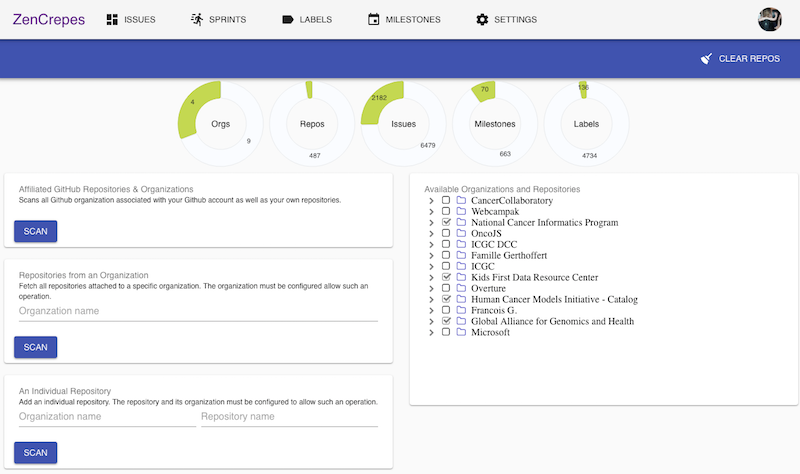 ZenCrepes
ISSUES
SPRINTS
LABELS
MILESTONES
SETTINGS
CLEAR REPOS
4
Orgs
9
Repos
487
2182
Issues
6479
70
Milestones
663
136
Labels
4734
Affiliated GitHub Repositories & Organizations
Scans all Github organization associated with your Github account as well as your own repositories.
SCAN
Repositories from an Organization
Fetch all repositories attached to a specific organization. The organization must be configured allow such an
operation.
Organzation name
SCAN
An Individual Repository
Add an individual repository. The repository and its organization must be configured to allow such an operation.
Organization name
Repository name
SCAN
Available Organizations and Repositories
CancerCollaboratory
Webcampak
National Cancer Informatics Program
OncoJS
ICGC DCC
Famille Gerthoffert
ICGC
Kids First Data Resource Center
Overture
Human Cancer Models Initiative - Catalog
Francois G.
Global Alliance for Genomics and Health
Microsoft